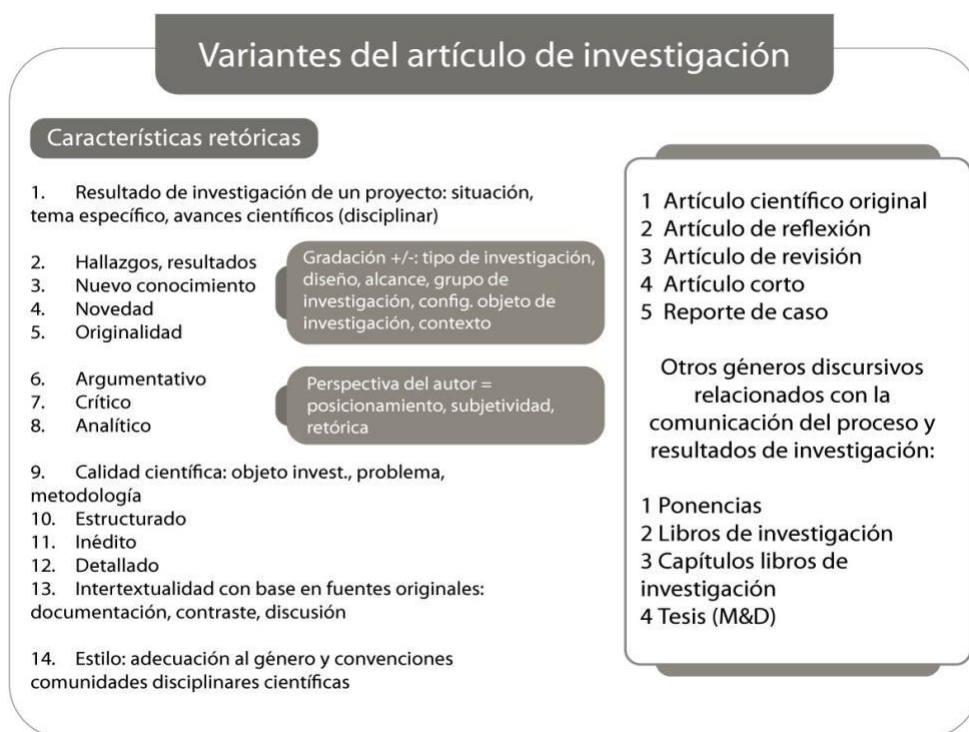 Variantes del artículo de investigación
Características retóricas
1. Resultado de investigación de un proyecto: situación,
tema específico, avances científicos (disciplinar)
2. Hallazgos, resultados
3. Nuevo conocimiento
4. Novedad
5. Originalidad
Gradación +/-: tipo de investigación,
diseño, alcance, grupo de
investigación, config. objeto de
investigación, contexto
6. Argumentativo
7. Crítico
8. Analítico
Perspectiva del autor =
posicionamiento, subjetividad,
retórica
9. Calidad científica: objeto invest., problema,
metodología
10. Estructurado
11. Inédito
12. Detallado
13. Intertextualidad con base en fuentes originales:
documentación, contraste, discusión
14. Estilo: adecuación al género y convenciones
comunidades disciplinares científicas
1 Artículo científico original
2 Artículo de reflexión
3 Artículo de revisión
4 Artículo corto
5 Reporte de caso
Otros géneros discursivos
relacionados con la
comunicación del proceso y
resultados de investigación:
1 Ponencias
2 Libros de investigación
3 Capítulos libros de
investigación
4 Tesis (M&D)